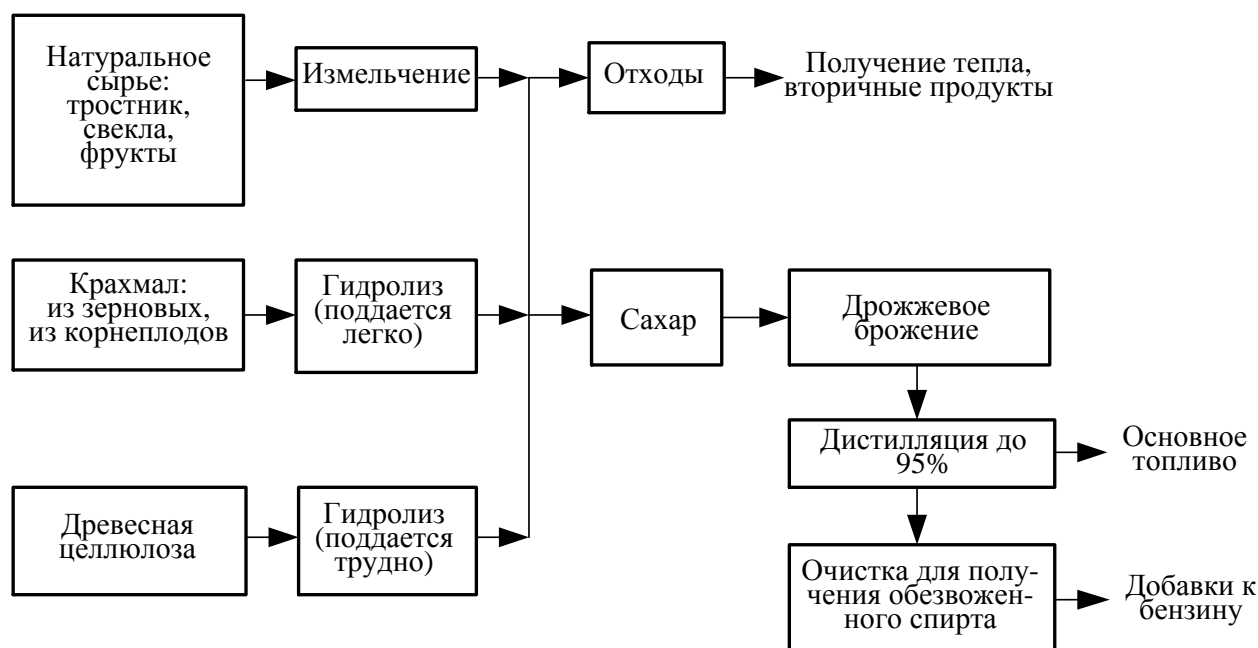 Натуральное
сырье:
тростник,
свекла,
фрукты
Измельчение
Отходы
Получение тепла,
вторичные продукты
Крахмал:
из зерновых,
из корнеплодов
Гидролиз
(поддается
легко)
Сахар
Дрожжевое
брожение
Дистилляция до
95%
Основное
топливо
Древесная
целлюлоза
Гидролиз
(поддается
трудно)
Очистка для полу-
чения обезвожен-
ного спирта
Добавки к
бензину